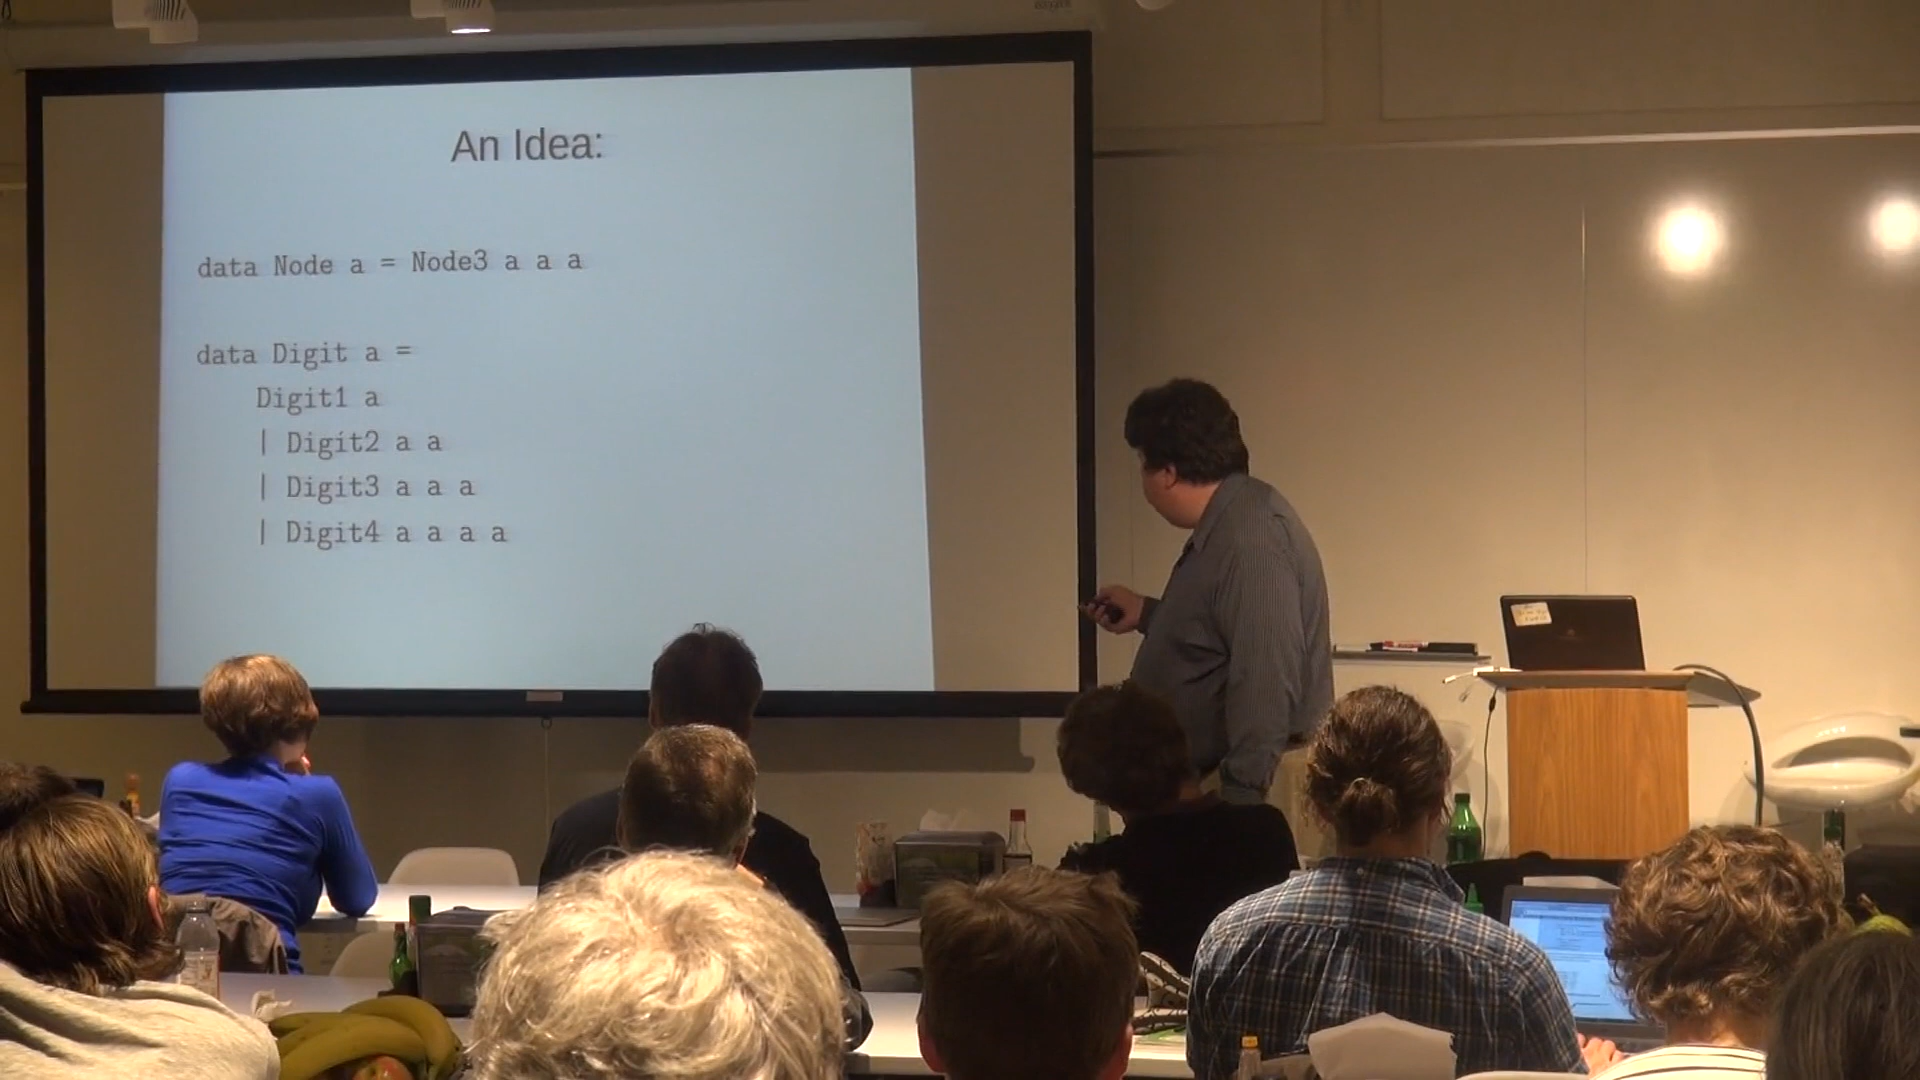 An Idea:
data Node a = Node3 a a a
data Digit a =
Digit1 a
| Digit2 a a
| Digit3 a a a
| Digit4 a a a a